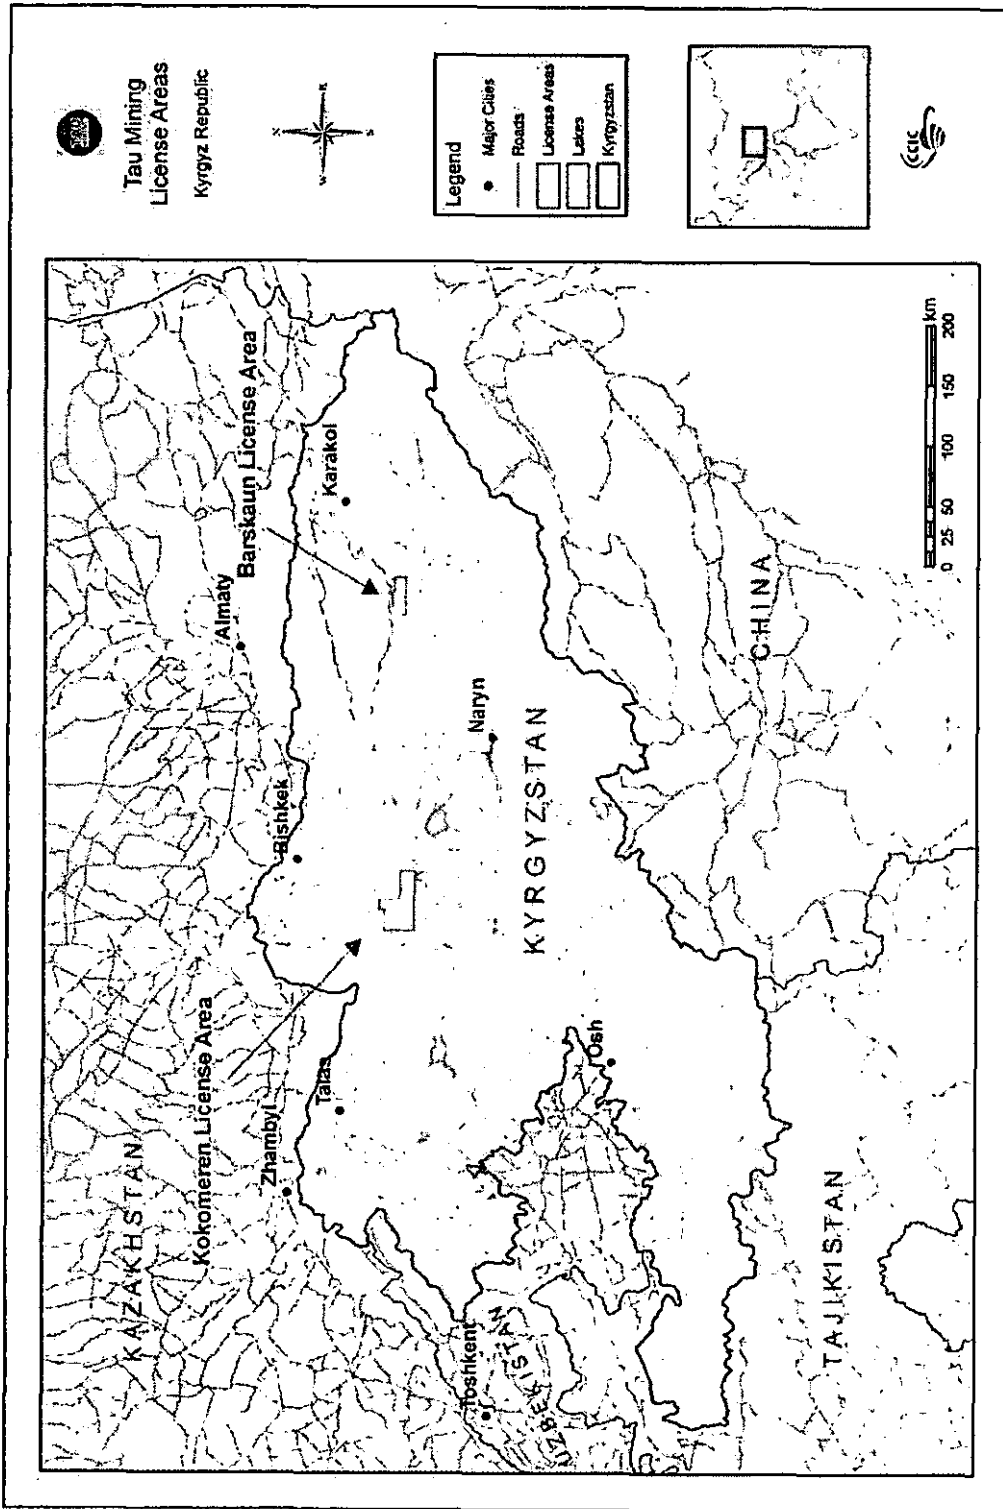 Tau Mining
License Areas
Kyrgyz Republic
N
W
E
S
Legend
Major Cities
Roads
License Areas
Lakes
Kyrgyzstan
CCIC
KAZAKHSTAN
Kokomeren License Area
Barskaun License Area
Almaty
Zhambyl
Talas
Bishkek
Karakol
Naryn
KYRGYZSTAN
Toshkent
UZBEKISTAN
Osh
CHINA
TAJIKISTAN
0 25 50 100 150 200
km